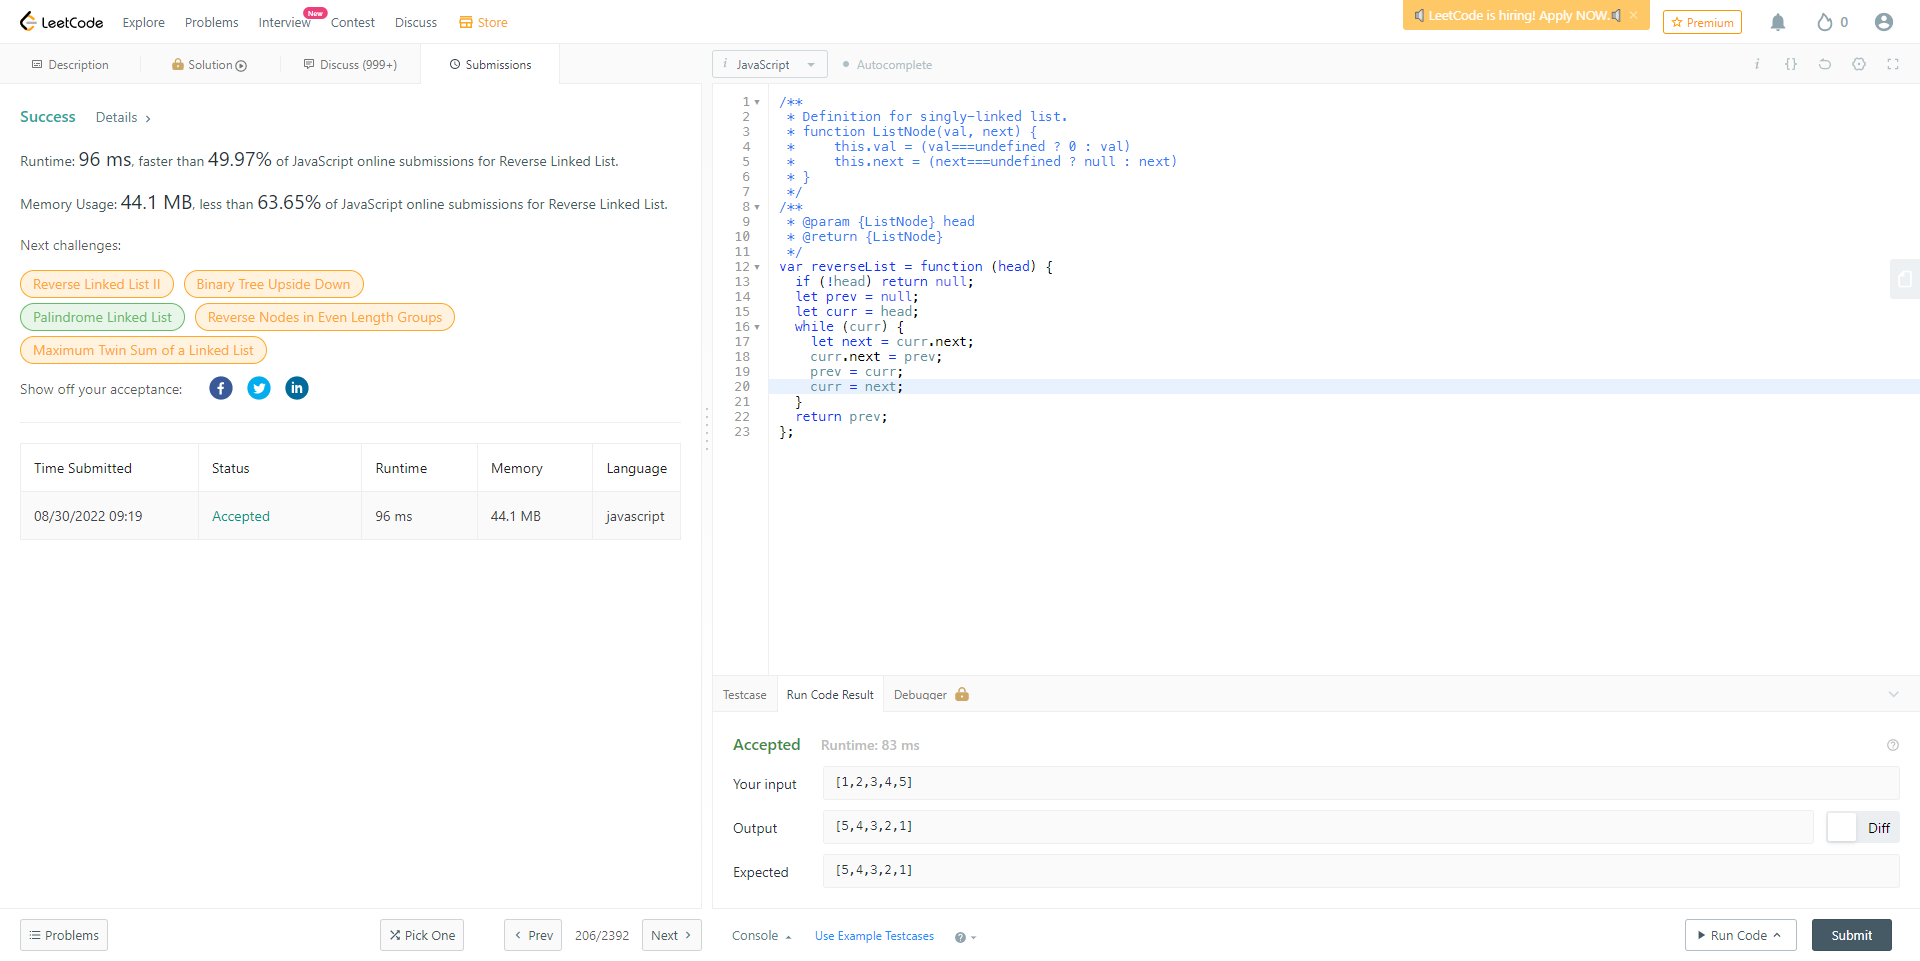 LeetCode
Explore
Problems
Interview
New
Contest
Discuss
Store
LeetCode is hiring! Apply NOW.
Premium
0
Description
Solution
Discuss (999+)
Submissions
i JavaScript
Autocomplete
i {}
Success Details
Runtime: 96 ms, faster than 49.97% of JavaScript online submissions for Reverse Linked List.
Memory Usage: 44.1 MB, less than 63.65% of JavaScript online submissions for Reverse Linked List.
Next challenges:
Reverse Linked List II
Binary Tree Upside Down
Palindrome Linked List
Reverse Nodes in Even Length Groups
Maximum Twin Sum of a Linked List
Show off your acceptance:
Time Submitted Status Runtime Memory Language
08/30/2022 09:19 Accepted 96 ms 44.1 MB javascript
1 /**
2  * Definition for singly-linked list.
3  * function ListNode(val, next) {
4  *     this.val = (val===undefined ? 0 : val)
5  *     this.next = (next===undefined ? null : next)
6  * }
7  */
8 /**
9  * @param {ListNode} head
10  * @return {ListNode}
11  */
12 var reverseList = function (head) {
13   if (!head) return null;
14   let prev = null;
15   let curr = head;
16   while (curr) {
17     let next = curr.next;
18     curr.next = prev;
19     prev = curr;
20     curr = next;
21   }
22   return prev;
23 };
Testcase
Run Code Result
Debugger
Accepted Runtime: 83 ms
Your input [1,2,3,4,5]
Output [5,4,3,2,1]
Diff
Expected [5,4,3,2,1]
Problems
Pick One
Prev
206/2392
Next
Console
Use Example Testcases
Run Code
Submit